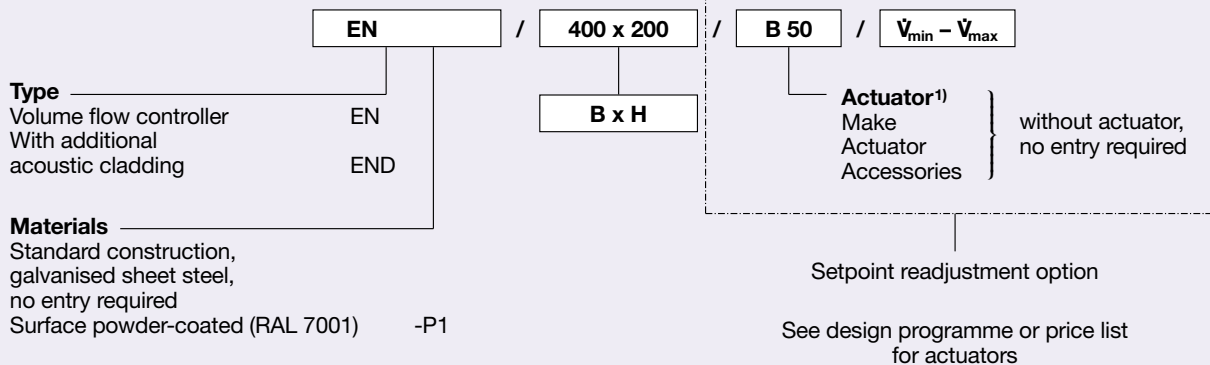 EN / 400 x 200 / B 50 / V̇min – V̇max
B x H
Type
Volume flow controller EN
With additional
acoustic cladding END
Materials
Standard construction,
galvanised sheet steel,
no entry required
Surface powder-coated (RAL 7001) -P1
Actuator1)
Make
Actuator
Accessories
without actuator,
no entry required
Setpoint readjustment option
See design programme or price list
for actuators